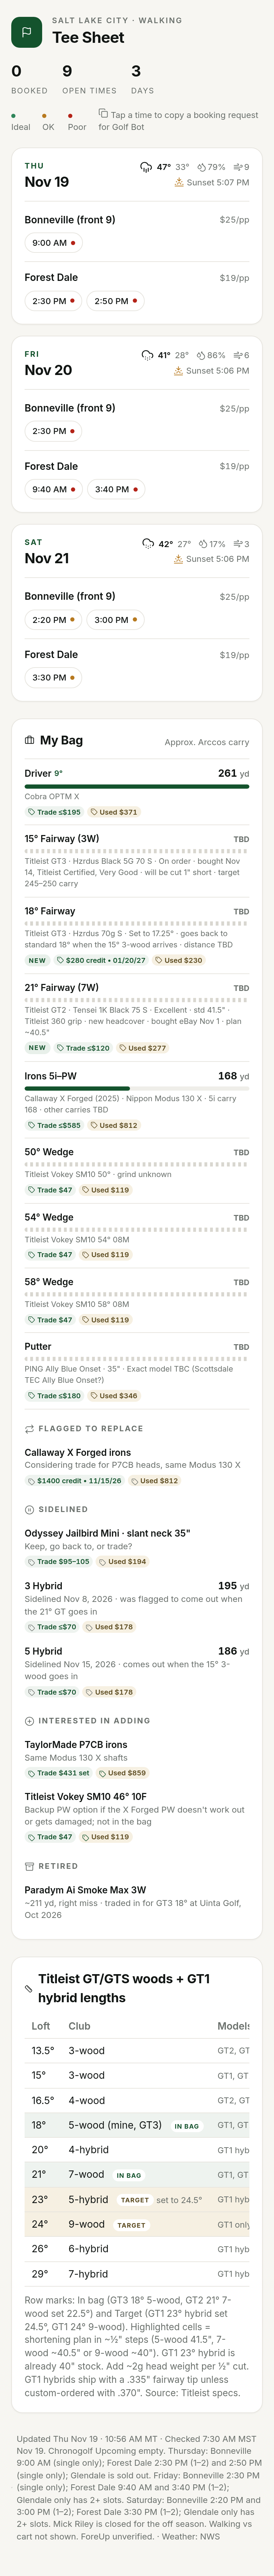 SALT LAKE CITY · WALKING
Tee Sheet
0
BOOKED
9
OPEN TIMES
3
DAYS
Ideal
OK
Poor
Tap a time to copy a booking request
for Golf Bot
THU
Nov 19
47° 33° 79% 9
Sunset 5:07 PM
Bonneville (front 9) $25/pp
9:00 AM
Forest Dale $19/pp
2:30 PM 2:50 PM
FRI
Nov 20
41° 28° 86% 6
Sunset 5:06 PM
Bonneville (front 9) $25/pp
2:30 PM
Forest Dale $19/pp
9:40 AM 3:40 PM
SAT
Nov 21
42° 27° 17% 3
Sunset 5:06 PM
Bonneville (front 9) $25/pp
2:20 PM 3:00 PM
Forest Dale $19/pp
3:30 PM
My Bag Approx. Arccos carry
Driver 9° 261 yd
Cobra OPTM X
Trade ≤$195 Used $371
15° Fairway (3W) TBD
Titleist GT3 · Hzrdus Black 5G 70 S · On order · bought Nov
14, Titleist Certified, Very Good · will be cut 1" short · target
245–250 carry
18° Fairway TBD
Titleist GT3 · Hzrdus 70g S · Set to 17.25° · goes back to
standard 18° when the 15° 3-wood arrives · distance TBD
NEW $280 credit • 01/20/27 Used $230
21° Fairway (7W) TBD
Titleist GT2 · Tensei 1K Black 75 S · Excellent · std 41.5" ·
Titleist 360 grip · new headcover · bought eBay Nov 1 · plan
~40.5"
NEW Trade ≤$120 Used $277
Irons 5i–PW 168 yd
Callaway X Forged (2025) · Nippon Modus 130 X · 5i carry
168 · other carries TBD
Trade ≤$585 Used $812
50° Wedge TBD
Titleist Vokey SM10 50° · grind unknown
Trade $47 Used $119
54° Wedge TBD
Titleist Vokey SM10 54° 08M
Trade $47 Used $119
58° Wedge TBD
Titleist Vokey SM10 58° 08M
Trade $47 Used $119
Putter TBD
PING Ally Blue Onset · 35" · Exact model TBC (Scottsdale
TEC Ally Blue Onset?)
Trade ≤$180 Used $346
FLAGGED TO REPLACE
Callaway X Forged irons
Considering trade for P7CB heads, same Modus 130 X
$1400 credit • 11/15/26 Used $812
SIDELINED
Odyssey Jailbird Mini · slant neck 35"
Keep, go back to, or trade?
Trade $95–105 Used $194
3 Hybrid 195 yd
Sidelined Nov 8, 2026 · was flagged to come out when
the 21° GT goes in
Trade ≤$70 Used $178
5 Hybrid 186 yd
Sidelined Nov 15, 2026 · comes out when the 15° 3-
wood goes in
Trade ≤$70 Used $178
INTERESTED IN ADDING
TaylorMade P7CB irons
Same Modus 130 X shafts
Trade $431 set Used $859
Titleist Vokey SM10 46° 10F
Backup PW option if the X Forged PW doesn't work out
or gets damaged; not in the bag
Trade $47 Used $119
RETIRED
Paradym Ai Smoke Max 3W
~211 yd, right miss · traded in for GT3 18° at Uinta Golf,
Oct 2026
Titleist GT/GTS woods + GT1
hybrid lengths
Loft Club Models
13.5° 3-wood GT2, GT
15° 3-wood GT1, GT
16.5° 4-wood GT2, GT
18° 5-wood (mine, GT3) IN BAG GT1, GT
20° 4-hybrid GT1 hyb
21° 7-wood IN BAG GT1, GT
23° 5-hybrid TARGET set to 24.5° GT1 hyb
24° 9-wood TARGET GT1 only
26° 6-hybrid GT1 hyb
29° 7-hybrid GT1 hyb
Row marks: In bag (GT3 18° 5-wood, GT2 21° 7-
wood set 22.5°) and Target (GT1 23° hybrid set
24.5°, GT1 24° 9-wood). Highlighted cells =
shortening plan in ~½" steps (5-wood 41.5", 7-
wood ~40.5" or 9-wood ~40"). GT1 23° hybrid is
already 40" stock. Add ~2g head weight per ½" cut.
GT1 hybrids ship with a .335" fairway tip unless
custom-ordered with .370". Source: Titleist specs.
Updated Thu Nov 19 · 10:56 AM MT · Checked 7:30 AM MST
Nov 19. Chronogolf Upcoming empty. Thursday: Bonneville
9:00 AM (single only); Forest Dale 2:30 PM (1–2) and 2:50 PM
(single only); Glendale is sold out. Friday: Bonneville 2:30 PM
(single only); Forest Dale 9:40 AM and 3:40 PM (1–2);
Glendale only has 2+ slots. Saturday: Bonneville 2:20 PM and
3:00 PM (1–2); Forest Dale 3:30 PM (1–2); Glendale only has
2+ slots. Mick Riley is closed for the off season. Walking vs
cart not shown. ForeUp unverified. · Weather: NWS